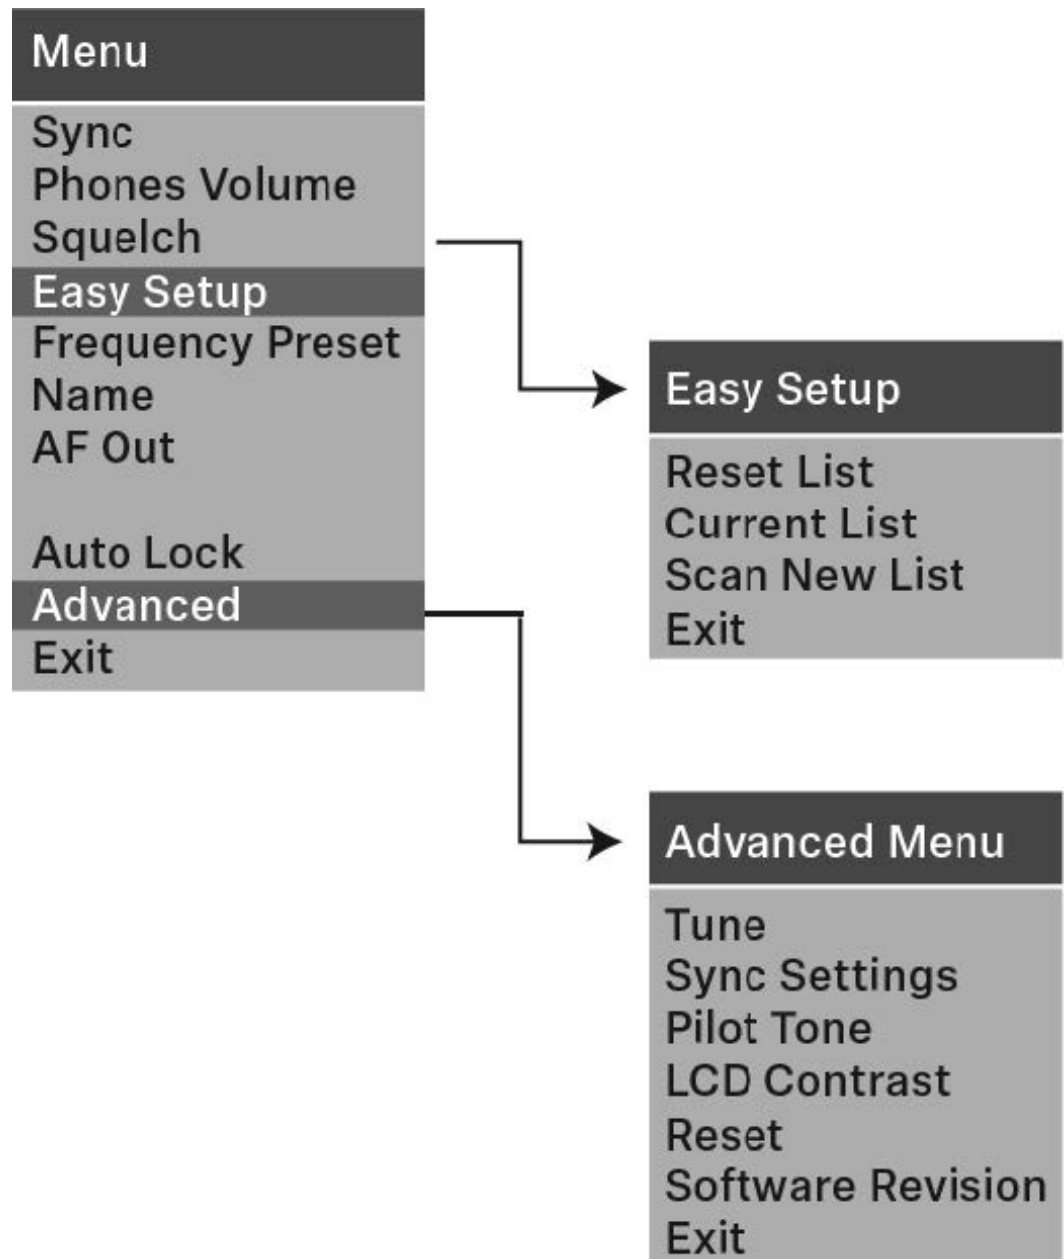 Menu
Sync
Phones Volume
Squelch
Easy Setup
Frequency Preset
Name
AF Out
Auto Lock
Advanced
Exit
Easy Setup
Reset List
Current List
Scan New List
Exit
Advanced Menu
Tune
Sync Settings
Pilot Tone
LCD Contrast
Reset
Software Revision
Exit